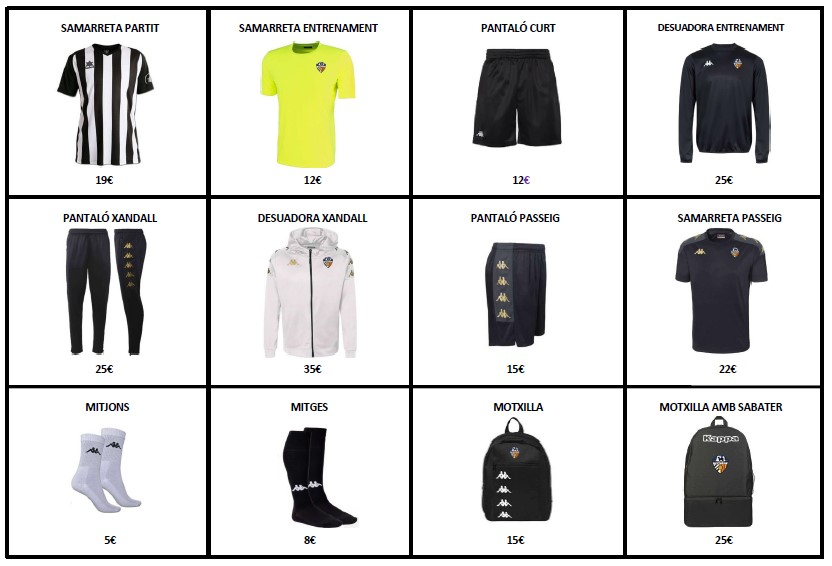 SAMARRETA PARTIT
SAMARRETA ENTRENAMENT
PANTALÓ CURT
DESUADORA ENTRENAMENT
19€
12€
12€
25€
PANTALÓ XANDALL
DESUADORA XANDALL
PANTALÓ PASSEIG
SAMARRETA PASSEIG
25€
35€
15€
22€
MITJONS
MITGES
MOTXILLA
MOTXILLA AMB SABATER
Kappa
5€
8€
15€
25€